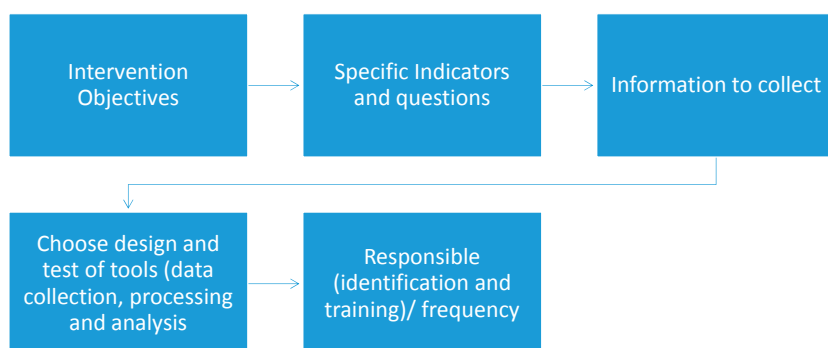 Intervention
Objectives
Specific Indicators
and questions
Information to collect
Choose design and
test of tools (data
collection, processing
and analysis
Responsible
(identification and
training)/ frequency